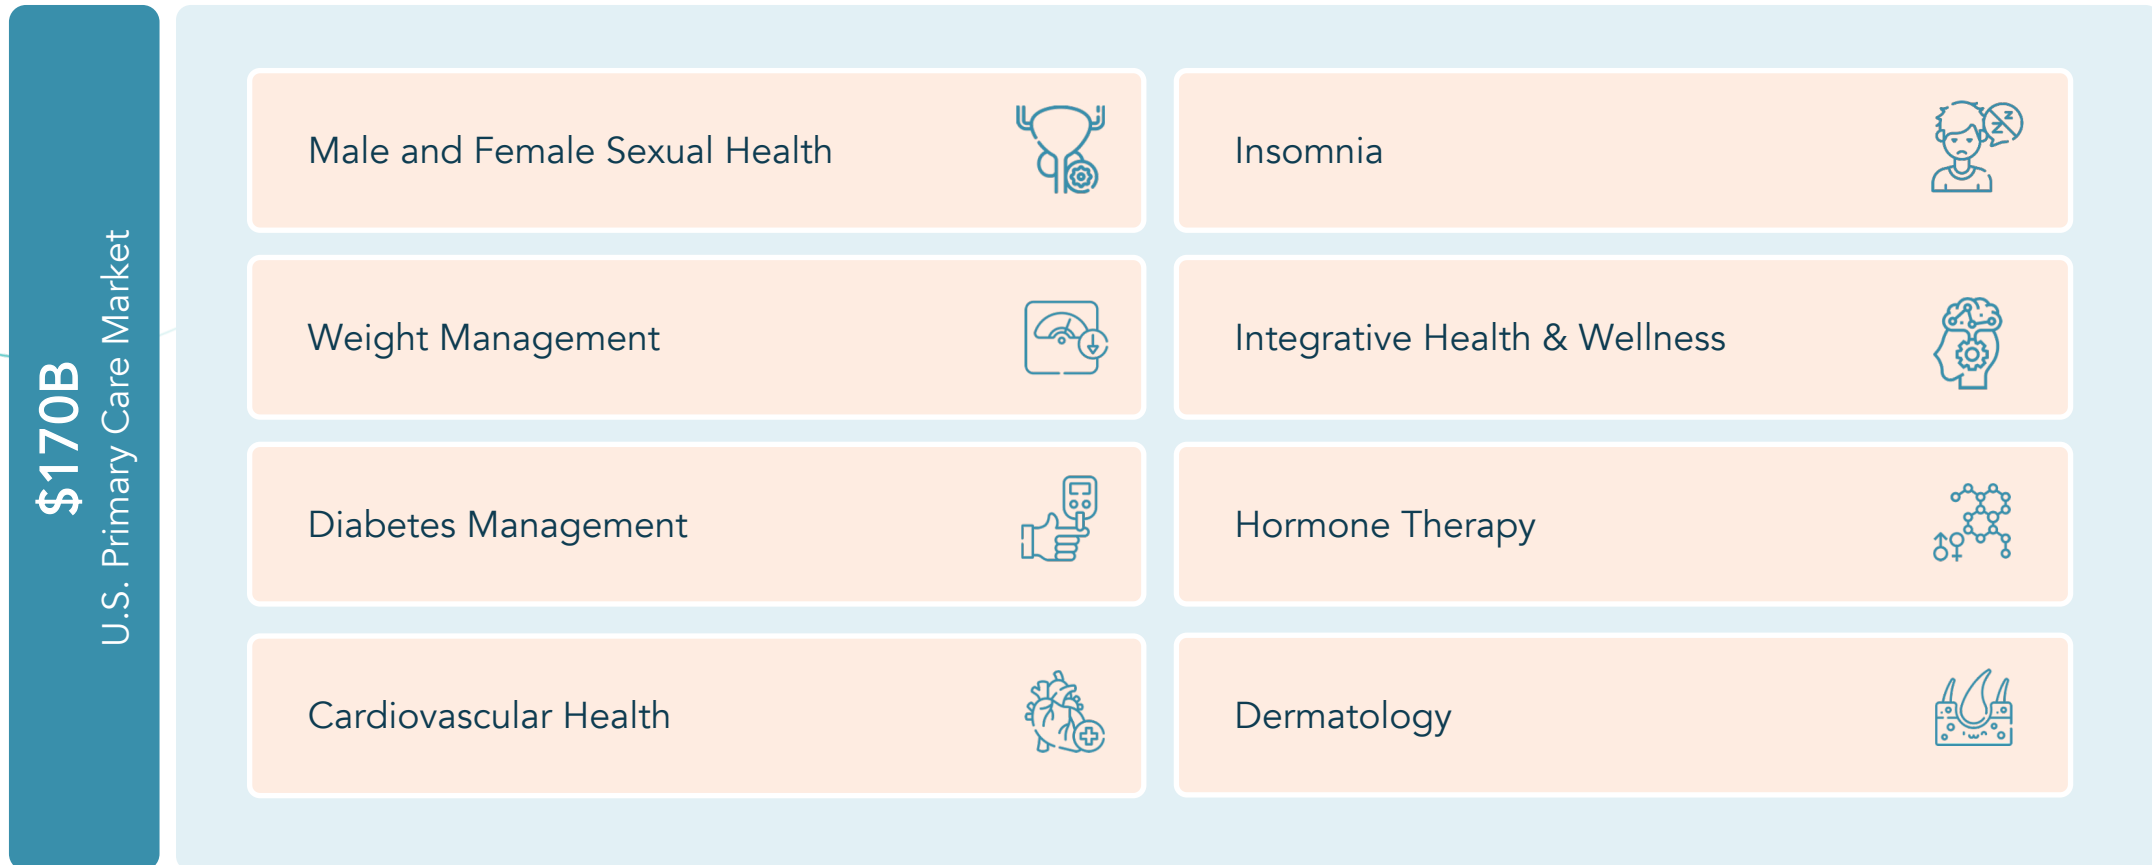 $170B
U.S. Primary Care Market
Male and Female Sexual Health
Insomnia
Weight Management
Integrative Health & Wellness
Diabetes Management
Hormone Therapy
Cardiovascular Health
Dermatology